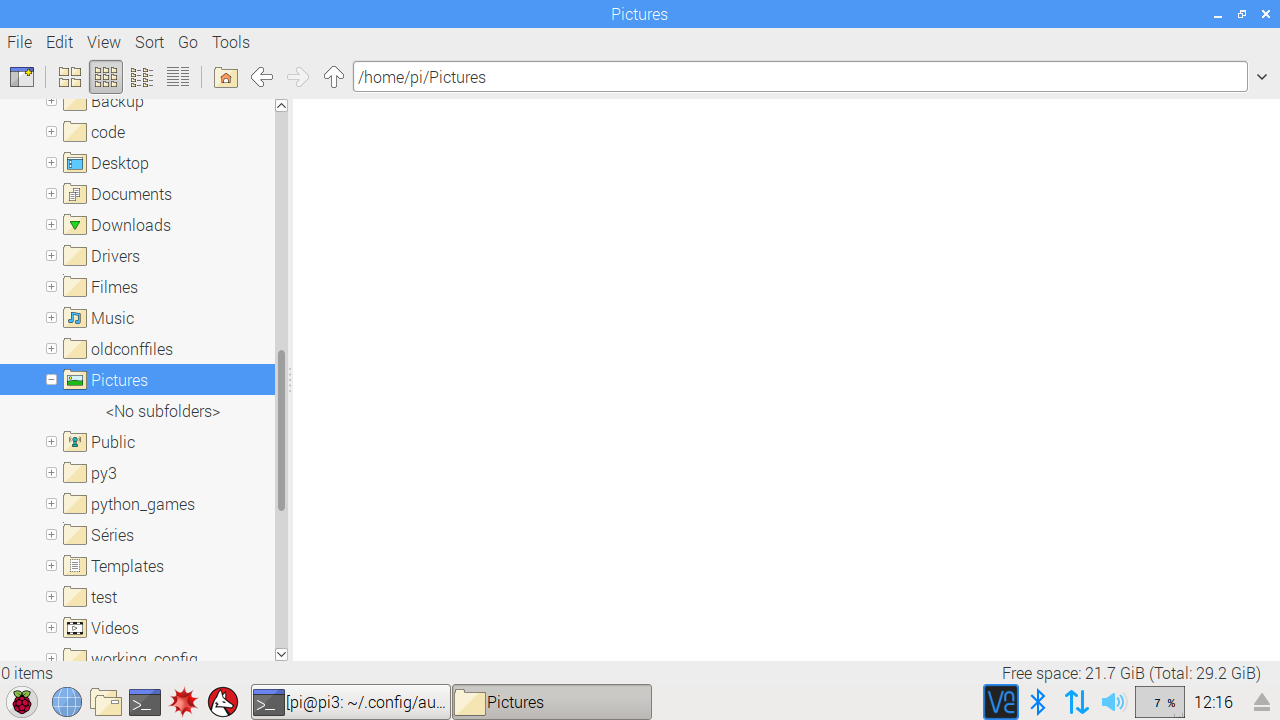 Pictures
File Edit View Sort Go Tools
/home/pi/Pictures
Backup
code
Desktop
Documents
Downloads
Drivers
Filmes
Music
oldconffiles
Pictures
<No subfolders>
Public
py3
python_games
Séries
Templates
test
Videos
working_config
0 items
Free space: 21.7 GiB (Total: 29.2 GiB)
[pi@pi3: ~/.config/au...
Pictures
7 %
12:16